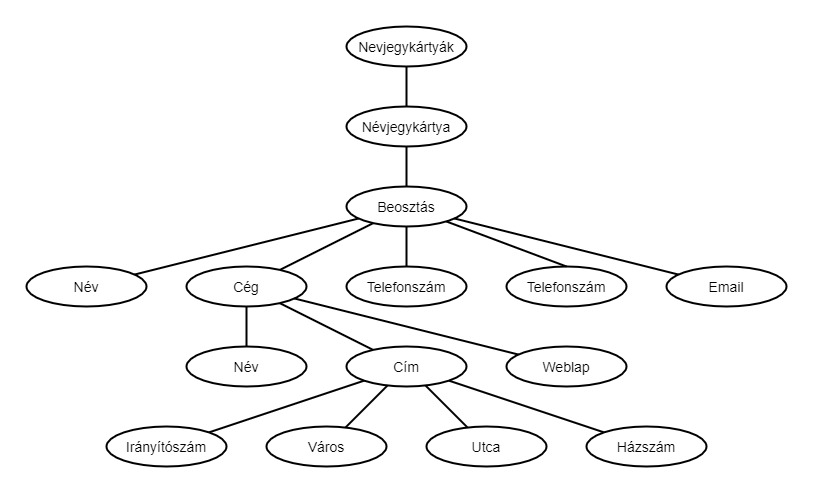 Nevjegykártyák
Névjegykártya
Beosztás
Név
Cég
Telefonszám
Telefonszám
Email
Név
Cím
Weblap
Irányítószám
Város
Utca
Házszám